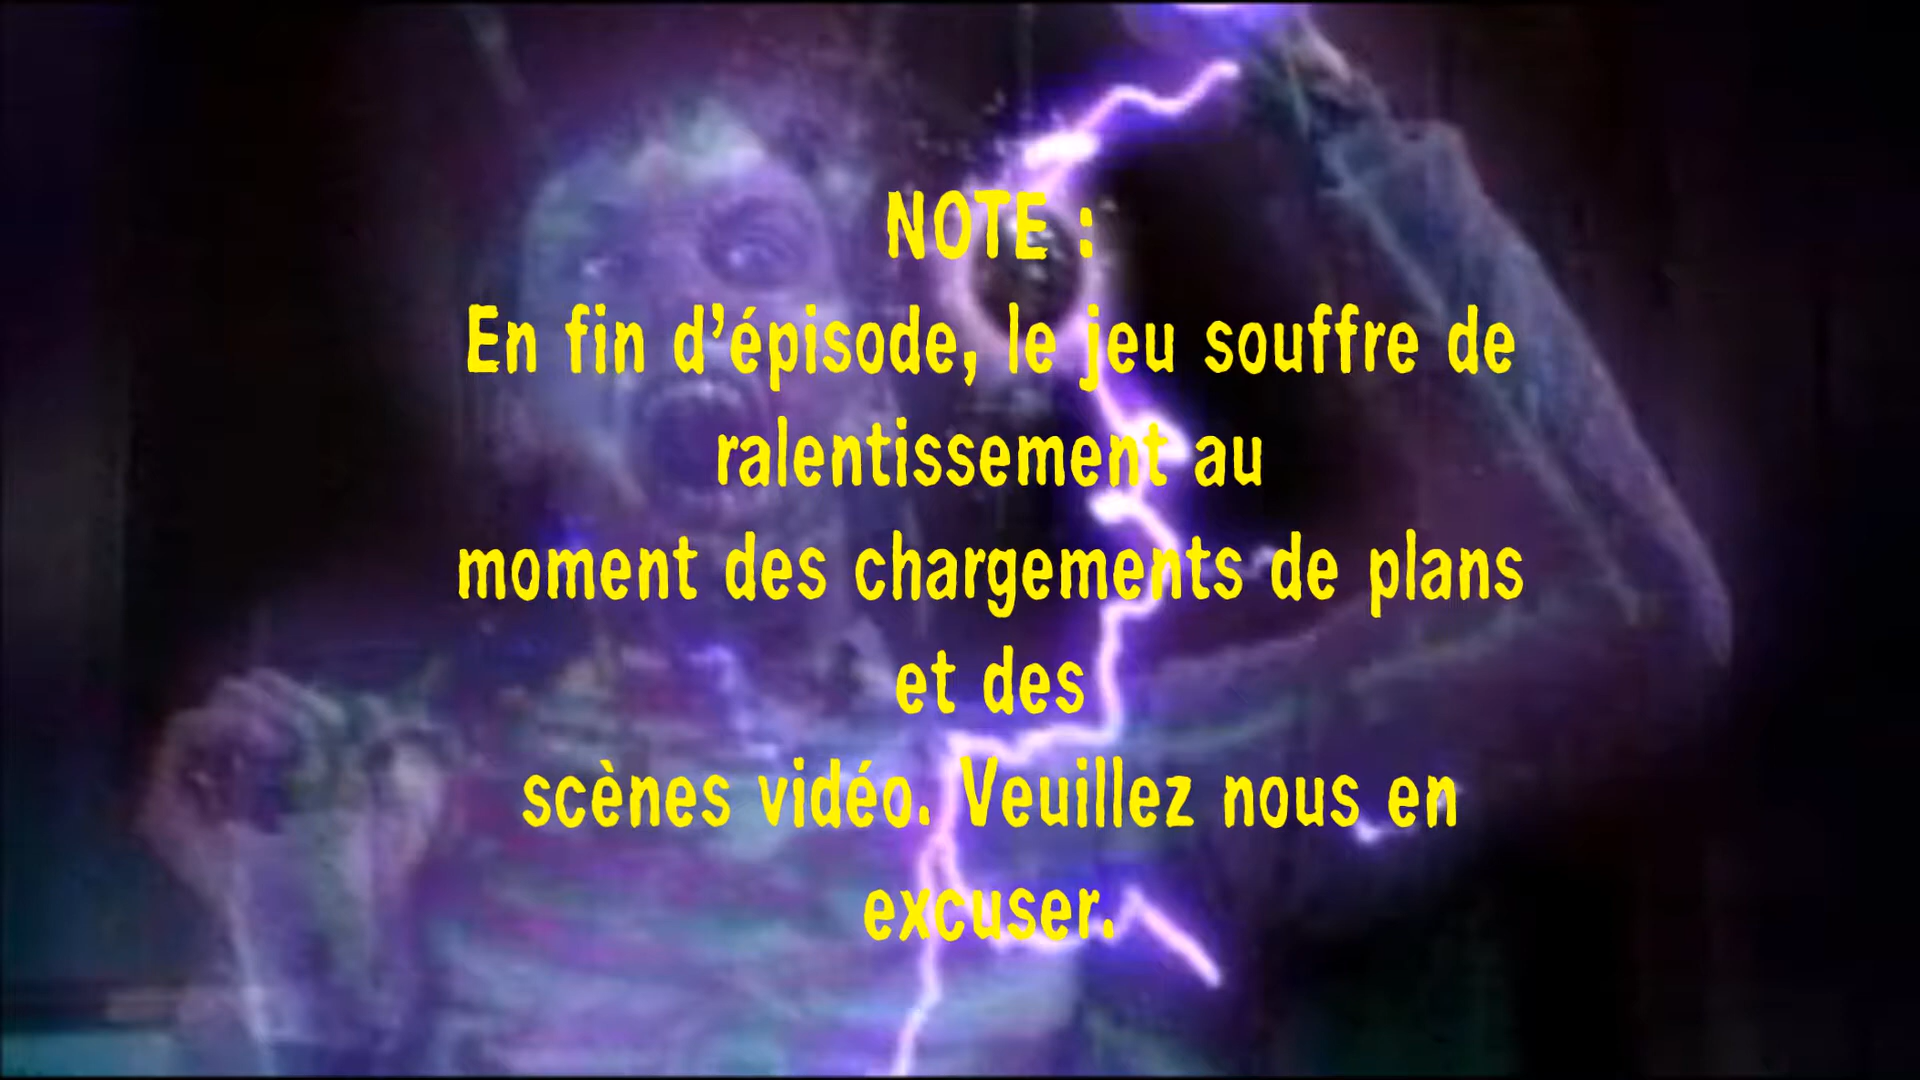 NOTE :
En fin d’épisode, le jeu souffre de
ralentissement au
moment des chargements de plans
et des
scènes vidéo. Veuillez nous en
excuser.